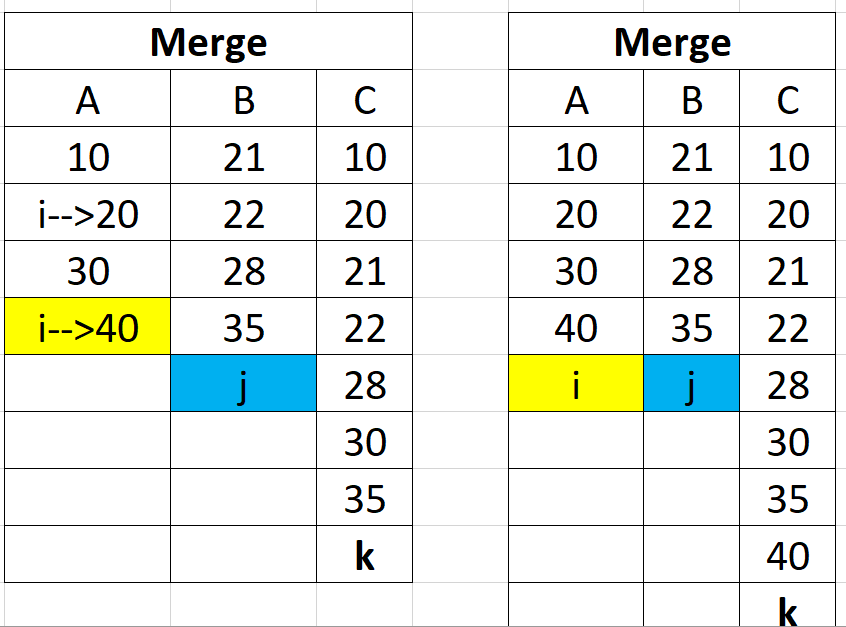 Merge
A B C
10 21 10
i-->20 22 20
30 28 21
i-->40 35 22
j 28
30
35
k
Merge
A B C
10 21 10
20 22 20
30 28 21
40 35 22
i j 28
30
35
40
k